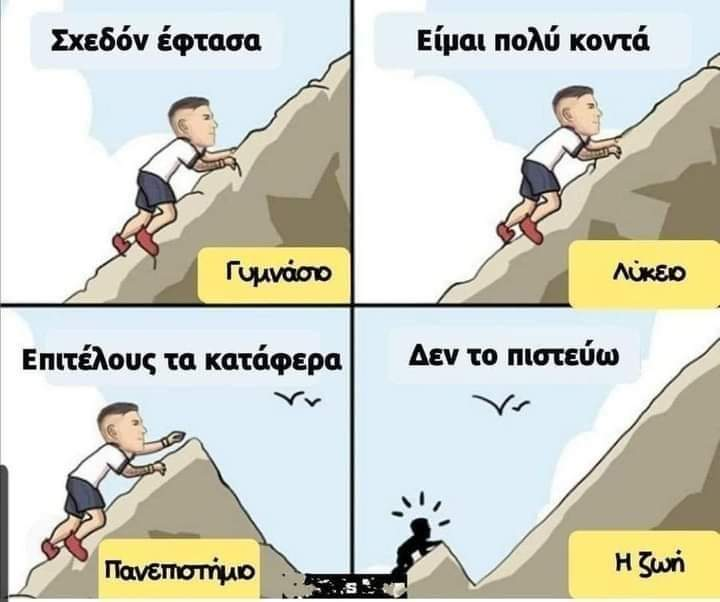 Σχεδόν έφτασα
Γυμνάσιο
Είμαι πολύ κοντά
Λύκειο
Επιτέλους τα κατάφερα
Πανεπιστήμιο
Δεν το πιστεύω
Η ζωή